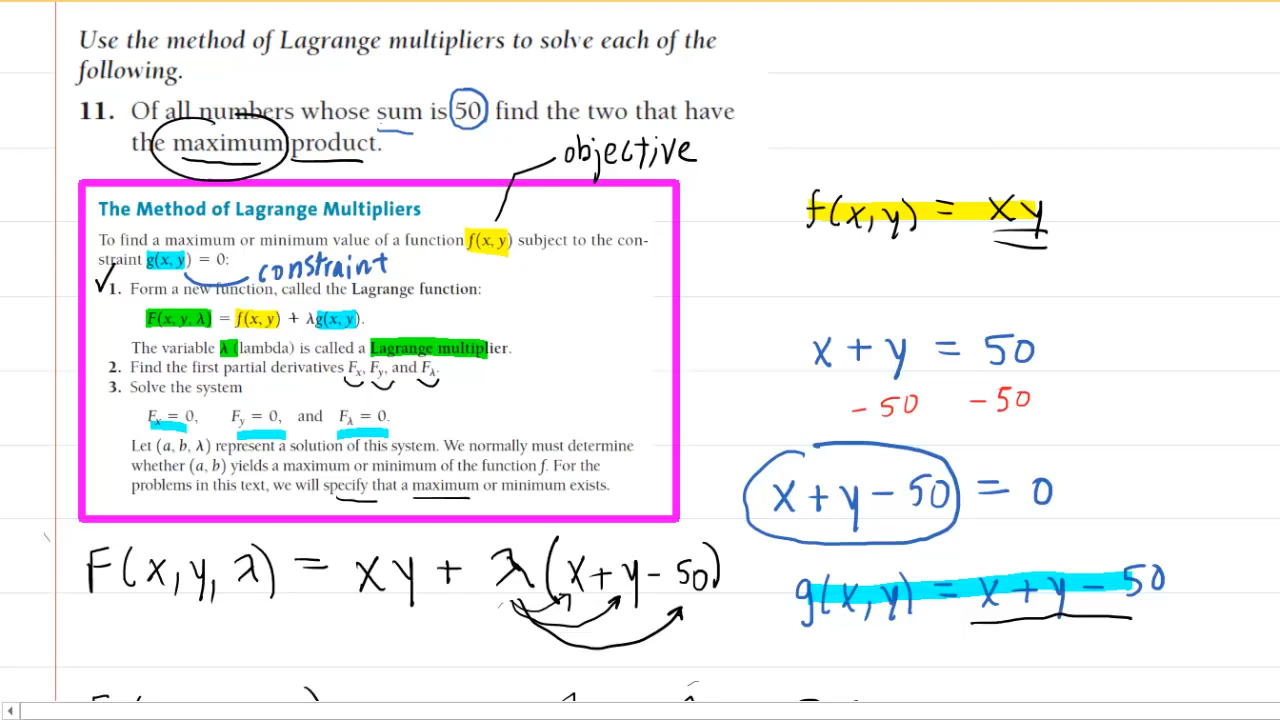 Use the method of Lagrange multipliers to solve each of the
following.
11. Of all numbers whose sum is 50 find the two that have
the maximum product.
objective
The Method of Lagrange Multipliers
To find a maximum or minimum value of a function f(x, y) subject to the con-
straint g(x, y) = 0:
constraint
1. Form a new function, called the Lagrange function:
F(x, y, λ) = f(x, y) + λg(x, y).
The variable λ (lambda) is called a Lagrange multiplier.
2. Find the first partial derivatives Fx, Fy, and Fλ.
3. Solve the system
Fx = 0, Fy = 0, and Fλ = 0.
Let (a, b, λ) represent a solution of this system. We normally must determine
whether (a, b) yields a maximum or minimum of the function f. For the
problems in this text, we will specify that a maximum or minimum exists.
F(x, y, λ) = xy + λ(x + y - 50)
f(x, y) = xy
x + y = 50
- 50 - 50
x + y - 50 = 0
g(x, y) = x + y - 50